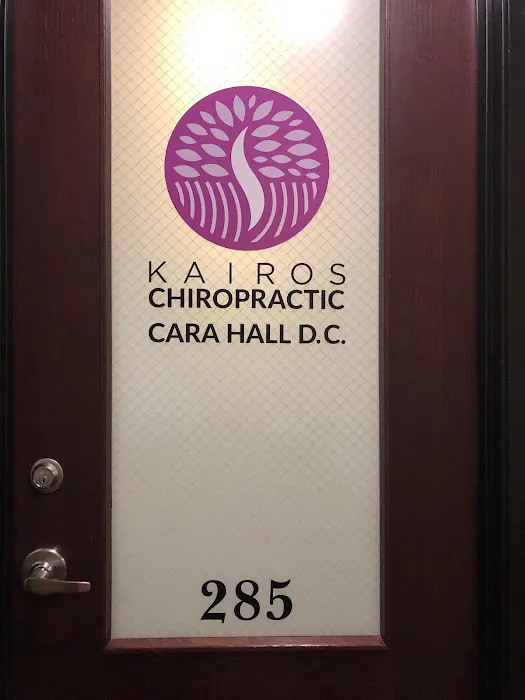 KAIROS
CHIROPRACTIC
CARA HALL D.C.
285